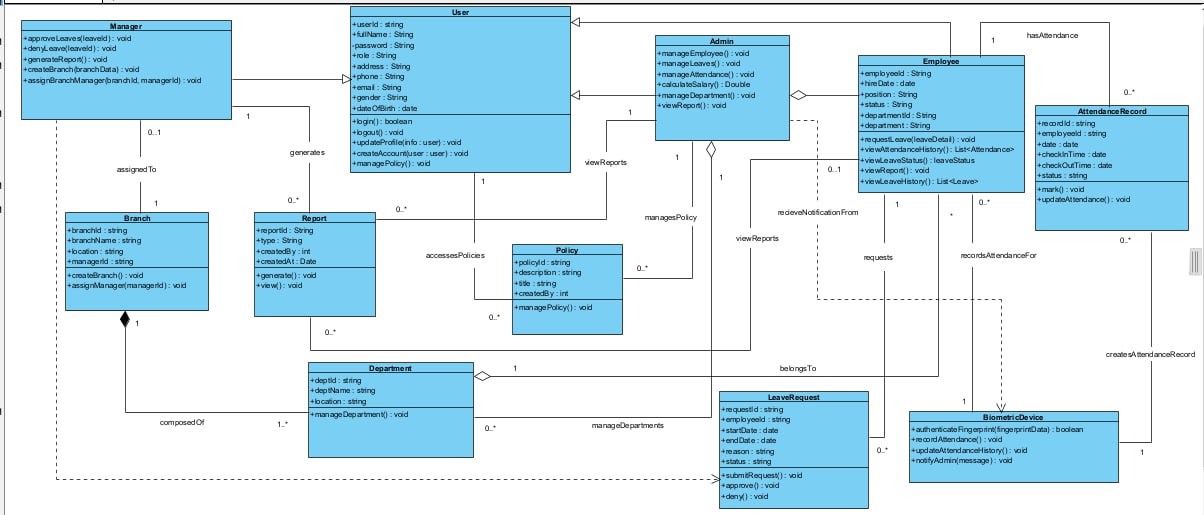 Manager
+approveLeaves(leaveId) : void
+denyLeave(leaveId) : void
+generateReport() : void
+createBranch(branchData) : void
+assignBranchManager(branchId, managerId) : void
User
+userId : string
+fullName : String
-password : String
+role : String
+address : String
+phone : String
+email : String
+gender : String
+dateOfBirth : date
+login() : boolean
+logout() : void
+updateProfile(info : user) : void
+createAccount(user : user) : void
+managePolicy() : void
Admin
+manageEmployee() : void
+manageLeaves() : void
+manageAttendance() : void
+calculateSalary() : Double
+manageDepartment() : void
+viewReport() : void
Employee
+employeeId : String
+hireDate : date
+position : String
+status : String
+departmentId : String
+department : String
+requestLeave(leaveDetail) : void
+viewAttendanceHistory() : List<Attendance>
+viewLeaveStatus() : leaveStatus
+viewReport() : void
+viewLeaveHistory() : List<Leave>
1
hasAttendance
0..*
AttendanceRecord
+recordId : string
+employeeId : string
+date : date
+checkInTime : date
+checkOutTime : date
+status : string
+mark() : void
+updateAttendance() : void
0..1
assignedTo
1
1
generates
0..*
1
viewReports
0..*
1
accessesPolicies
0..*
1
managesPolicy
0..*
1
recieveNotificationFrom
0..1
viewReports
0..*
1
requests
0..*
*
0..*
recordsAttendanceFor
1
0..*
createsAttendanceRecord
1
Branch
+branchId : string
+branchName : string
+location : string
+managerId : string
+createBranch() : void
+assignManager(managerId) : void
Report
+reportId : String
+type : String
+createdBy : int
+createdAt : Date
+generate() : void
+view() : void
Policy
+policyId : string
+description : string
+title : string
+createdBy : int
+managePolicy() : void
1
composedOf
1..*
Department
+deptId : string
+deptName : string
+location : string
+manageDepartment() : void
1
belongsTo
0..*
manageDepartments
LeaveRequest
+requestId : string
+employeeId : string
+startDate : date
+endDate : date
+reason : string
+status : string
+submitRequest() : void
+approve() : void
+deny() : void
BiometricDevice
+authenticateFingerprint(fingerprintData) : boolean
+recordAttendance() : void
+updateAttendanceHistory() : void
+notifyAdmin(message) : void